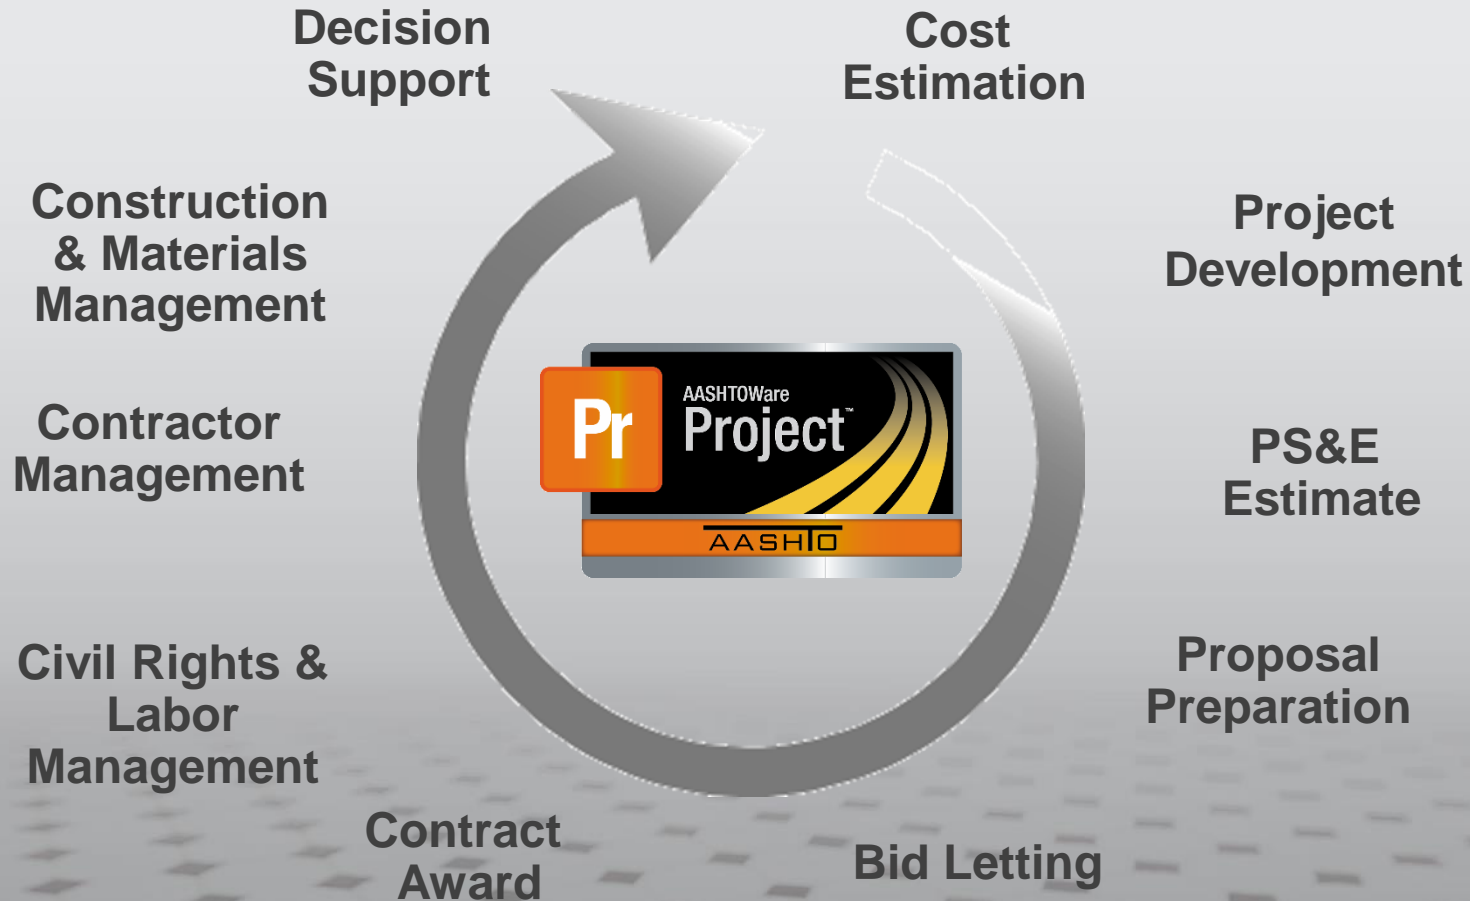 Decision
Support
Cost
Estimation
Construction
& Materials
Management
Project
Development
Contractor
Management
Pr
AASHTOWare
Project™
AASHTO
PS&E
Estimate
Civil Rights &
Labor
Management
Proposal
Preparation
Contract
Award
Bid Letting